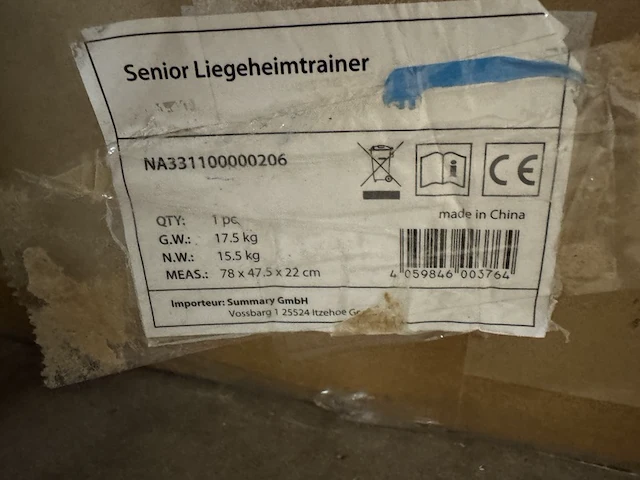 Senior Liegeheimtrainer
NA331100000206
CE
made in China
QTY: 1 pc
G.W.: 17.5 kg
N.W.: 15.5 kg
MEAS.: 78 x 47.5 x 22 cm
4 059846 003764
Importeur: Summary GmbH
Vossbarg 1 25524 Itzehoe